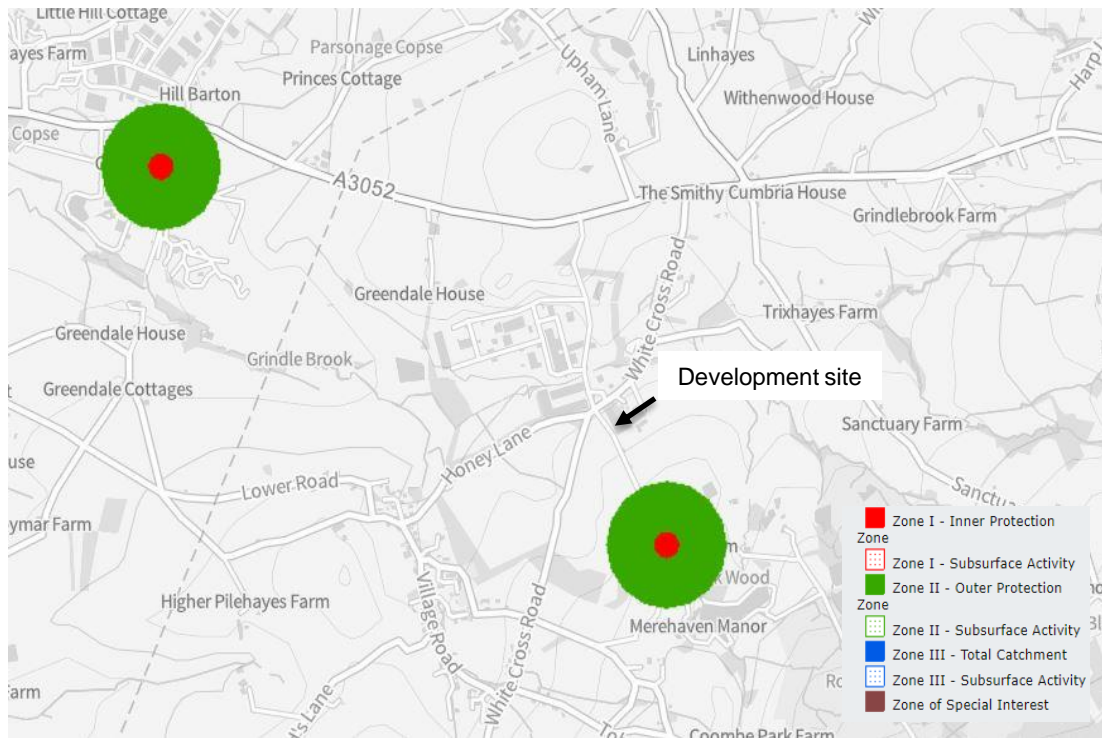 Little Hill Cottage
ayes Farm
Parsonage Copse
Princes Cottage
Hill Barton
Copse
A3052
Upham Lane
Linhayes
Withenwood House
Harp
The Smithy Cumbria House
Grindlebrook Farm
White Cross Road
Greendale House
Trixhayes Farm
Greendale House
Grindle Brook
Greendale Cottages
Development site
Sanctuary Farm
Honey Lane
Lower Road
use
ymar Farm
Sanctu
Wood
Higher Pilehayes Farm
Village Road
Merehaven Manor
White Cross Road
arm
's Lane
Coombe Park Farm
Zone I - Inner Protection
Zone
Zone I - Subsurface Activity
Zone II - Outer Protection
Zone
Zone II - Subsurface Activity
Zone III - Total Catchment
Zone III - Subsurface Activity
Zone of Special Interest